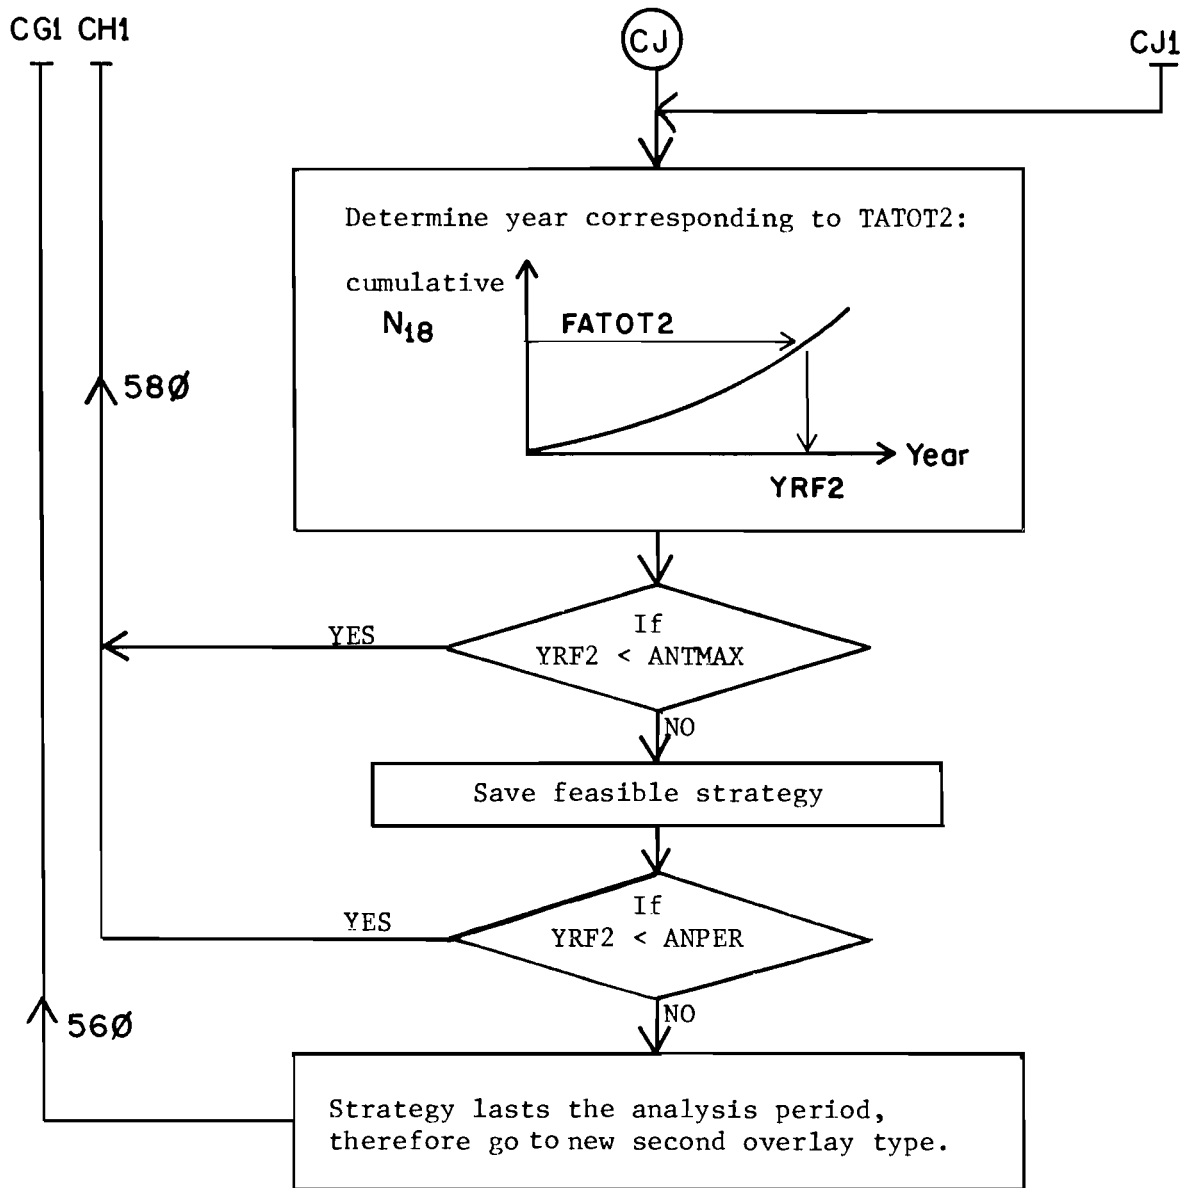 CG1 CH1
CJ
CJ1
Determine year corresponding to TATOT2:
cumulative
N18
FATOT2
Year
YRF2
58Ø
If
YRF2 < ANTMAX
YES
NO
Save feasible strategy
If
YRF2 < ANPER
YES
NO
56Ø
Strategy lasts the analysis period,
therefore go to new second overlay type.